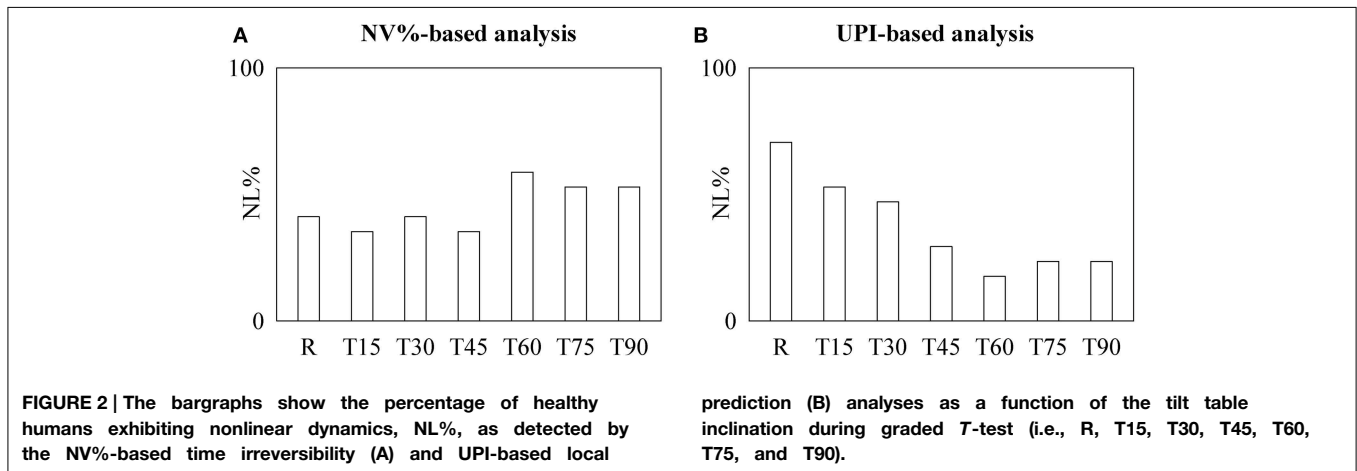 A NV%-based analysis
100
NL%
0
R T15 T30 T45 T60 T75 T90
B UPI-based analysis
100
NL%
0
R T15 T30 T45 T60 T75 T90
FIGURE 2 | The bargraphs show the percentage of healthy
humans exhibiting nonlinear dynamics, NL%, as detected by
the NV%-based time irreversibility (A) and UPI-based local
prediction (B) analyses as a function of the tilt table
inclination during graded T-test (i.e., R, T15, T30, T45, T60,
T75, and T90).